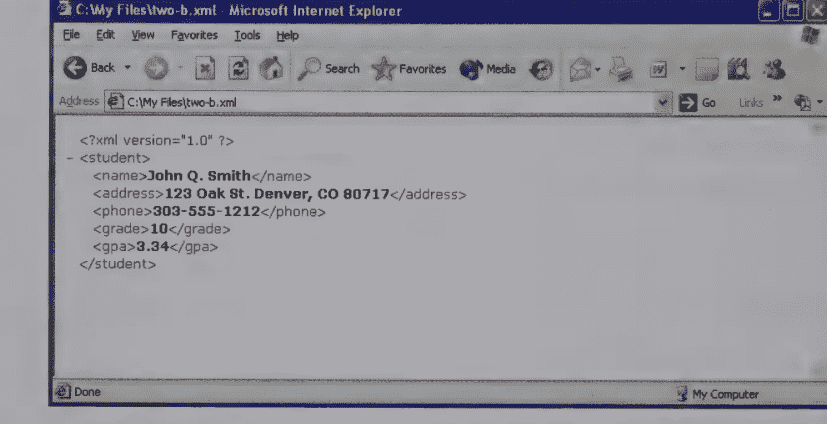 C:\My Files\two-b.xml - Microsoft Internet Explorer
File Edit View Favorites Tools Help
Back Search Favorites Media
Address C:\My Files\two-b.xml Go Links »
<?xml version="1.0" ?>
- <student>
<name>John Q. Smith</name>
<address>123 Oak St. Denver, CO 80717</address>
<phone>303-555-1212</phone>
<grade>10</grade>
<gpa>3.34</gpa>
</student>
Done My Computer